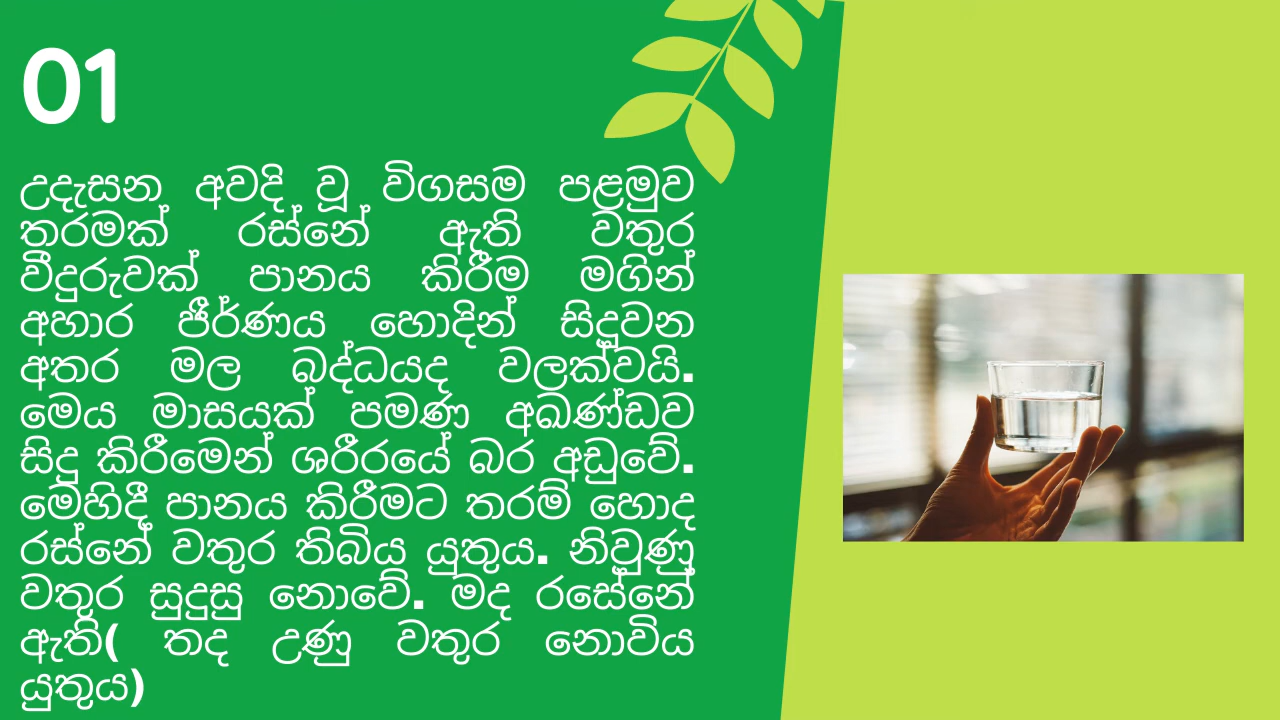 01
උදැසන අවදි වූ විගසම පළමුව
තරමක් රස්නේ ඇති වතුර
වීදුරුවක් පානය කිරීම මගින්
අහාර ජීර්ණය හොදින් සිදුවන
අතර මල බද්ධයද වලක්වයි.
මෙය මාසයක් පමණ අඛණ්ඩව
සිදු කිරීමෙන් ශරීරයේ බර අඩුවේ.
මෙහිදී පානය කිරීමට තරම් හොද
රස්නේ වතුර තිබිය යුතුය. නිවුණු
වතුර සුදුසු නොවේ. මද රසේනේ
ඇති( තද උණු වතුර නොවිය
යුතුය)